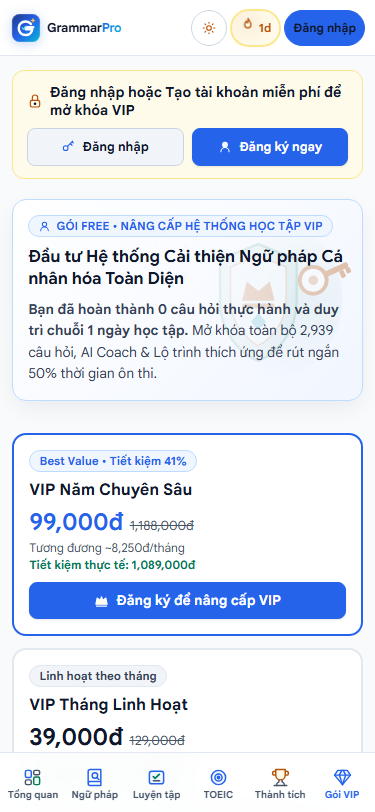 GrammarPro
1d
Đăng nhập
Đăng nhập hoặc Tạo tài khoản miễn phí để
mở khóa VIP
Đăng nhập
Đăng ký ngay
GÓI FREE • NÂNG CẤP HỆ THỐNG HỌC TẬP VIP
Đầu tư Hệ thống Cải thiện Ngữ pháp Cá
nhân hóa Toàn Diện
Bạn đã hoàn thành 0 câu hỏi thực hành và duy
trì chuỗi 1 ngày học tập. Mở khóa toàn bộ 2,939
câu hỏi, AI Coach & Lộ trình thích ứng để rút ngắn
50% thời gian ôn thi.
Best Value • Tiết kiệm 41%
VIP Năm Chuyên Sâu
99,000đ 1,188,000đ
Tương đương ~8,250đ/tháng
Tiết kiệm thực tế: 1,089,000đ
Đăng ký để nâng cấp VIP
Linh hoạt theo tháng
VIP Tháng Linh Hoạt
39,000đ 129,000đ
Tổng quan
Ngữ pháp
Luyện tập
TOEIC
Thành tích
Gói VIP